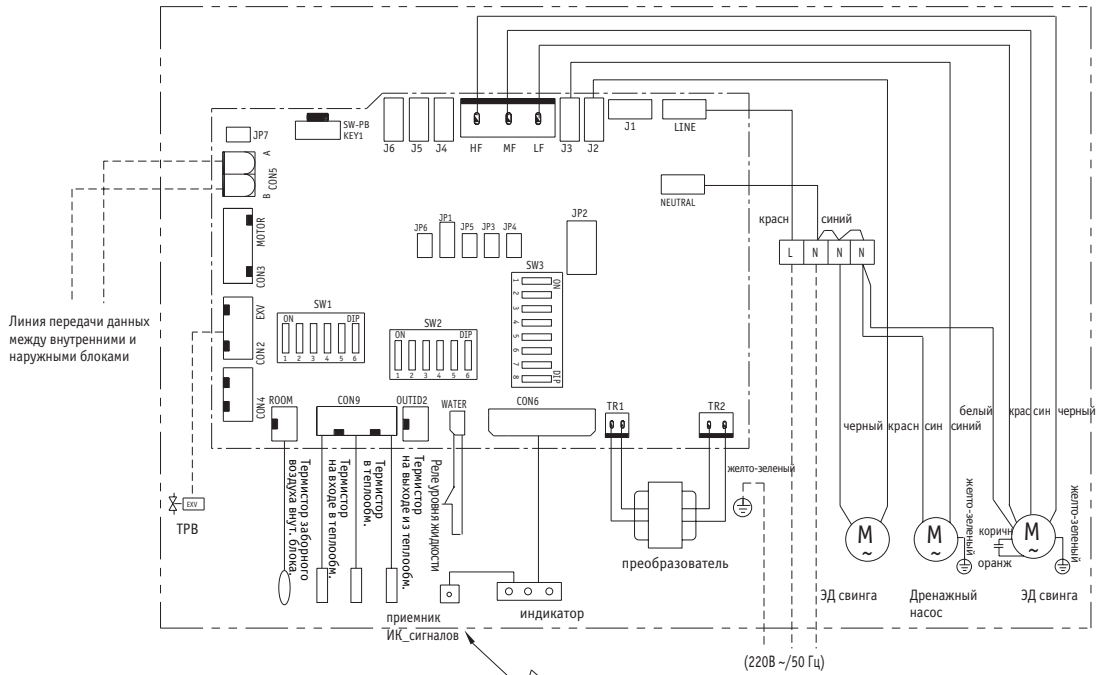 SW-PB
KEY1
JP7
J6
J5
J4
HF
MF
LF
J3
J2
J1
LINE
A
B
CON5
NEUTRAL
красн
синий
L
N
N
N
MOTOR
CON3
JP6
JP1
JP5
JP3
JP4
JP2
SW3
ON
1
2
3
4
5
6
7
8
DIP
Линия передачи данных
между внутренними и
наружными блоками
EXV
CON2
SW1
ON
DIP
1 2 3 4 5 6
SW2
ON
DIP
1 2 3 4 5 6
CON4
ROOM
CON9
OUTID2
WATER
CON6
TR1
TR2
черный
красн
син
белый
синий
крас
син
черный
EXV
ТРВ
Термистор заборного
воздуха внут. блока.
Термистор
на входе в теплообм.
Термистор
в теплообм.
Термистор
на выходе из теплообм.
Реле уровня жидкости
желто-зеленый
преобразователь
M
~
M
~
M
~
желто-зеленый
коричн
оранж
желто-зеленый
ЭД свинга
Дренажный
насос
ЭД свинга
приемник
ИК_сигналов
индикатор
(220В ~/50 Гц)